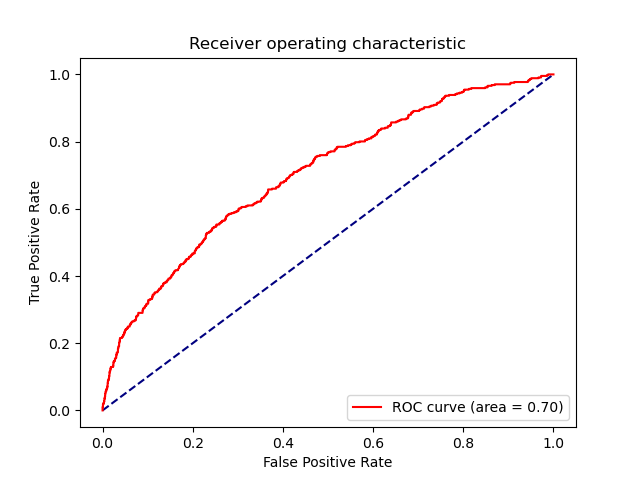 Receiver operating characteristic
True Positive Rate
1.0
0.8
0.6
0.4
0.2
0.0
ROC curve (area = 0.70)
0.0 0.2 0.4 0.6 0.8 1.0
False Positive Rate